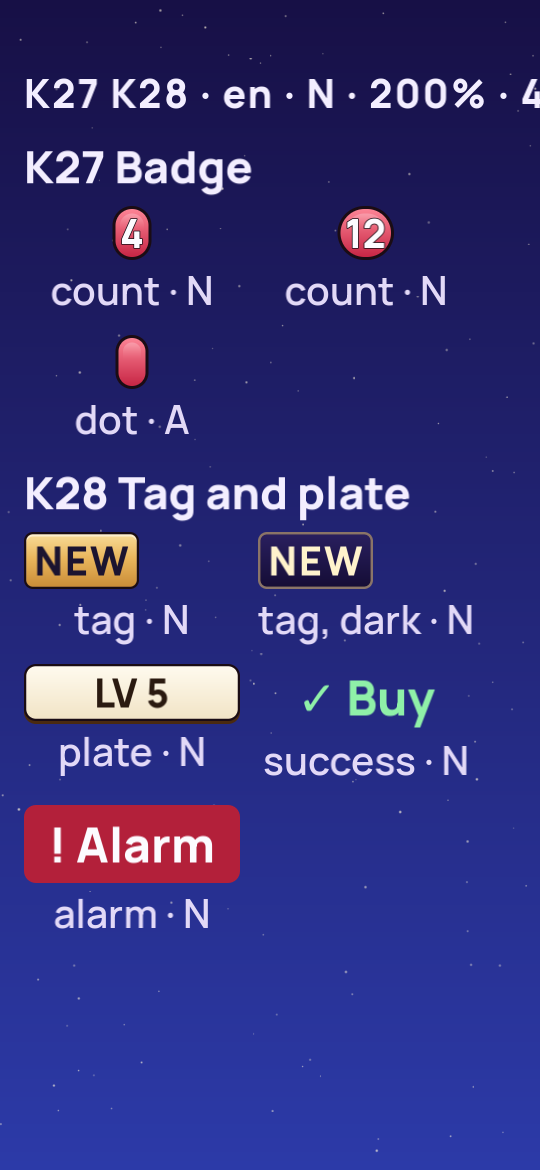 K27 K28 · en · N · 200% · 4
K27 Badge
4 12
count · N count · N
dot · A
K28 Tag and plate
NEW NEW
tag · N tag, dark · N
LV 5 ✓ Buy
plate · N success · N
! Alarm
alarm · N